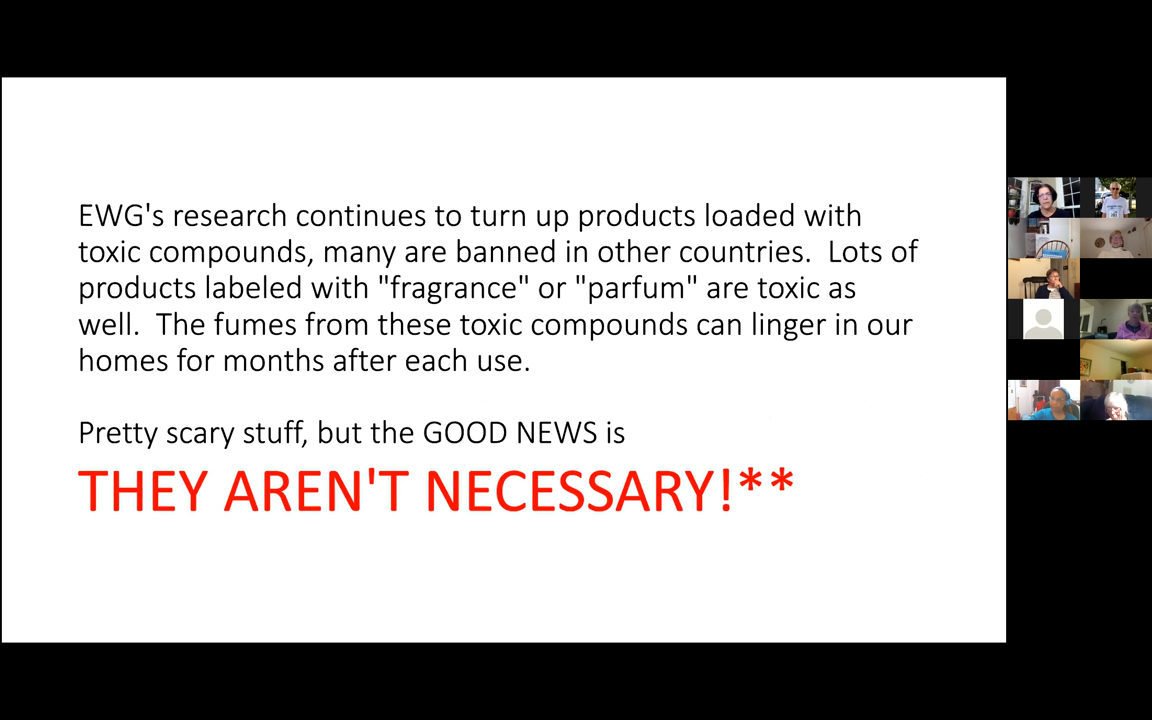 EWG's research continues to turn up products loaded with
toxic compounds, many are banned in other countries.  Lots of
products labeled with "fragrance" or "parfum" are toxic as
well.  The fumes from these toxic compounds can linger in our
homes for months after each use.
Pretty scary stuff, but the GOOD NEWS is
THEY AREN'T NECESSARY!**